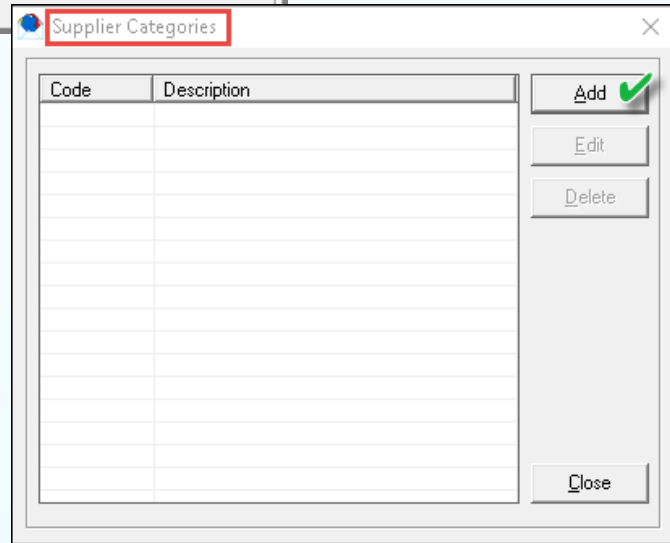 Supplier Categories
Code Description
Add
Edit
Delete
Close